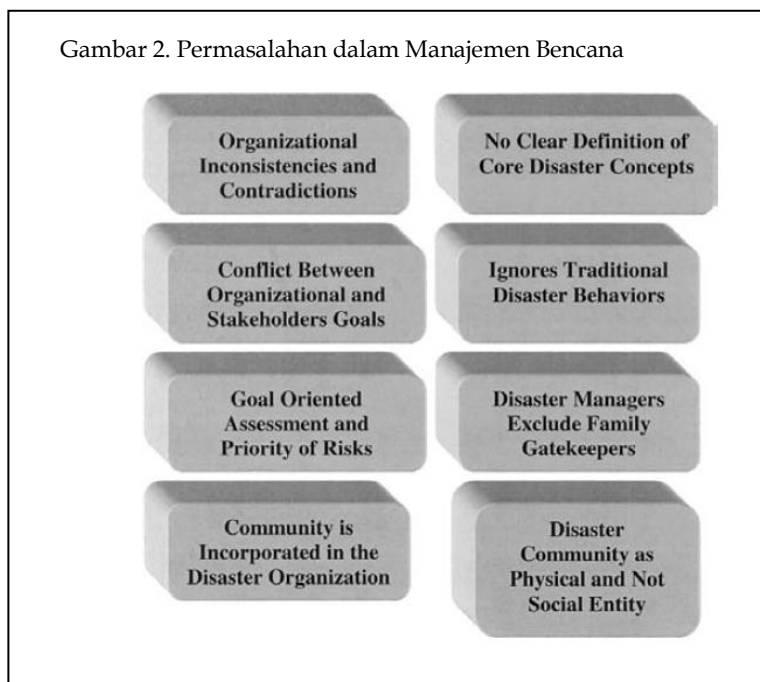 Gambar 2. Permasalahan dalam Manajemen Bencana
Organizational
Inconsistencies and
Contradictions
No Clear Definition of
Core Disaster Concepts
Conflict Between
Organizational and
Stakeholders Goals
Ignores Traditional
Disaster Behaviors
Goal Oriented
Assessment and
Priority of Risks
Disaster Managers
Exclude Family
Gatekeepers
Community is
Incorporated in the
Disaster Organization
Disaster
Community as
Physical and Not
Social Entity